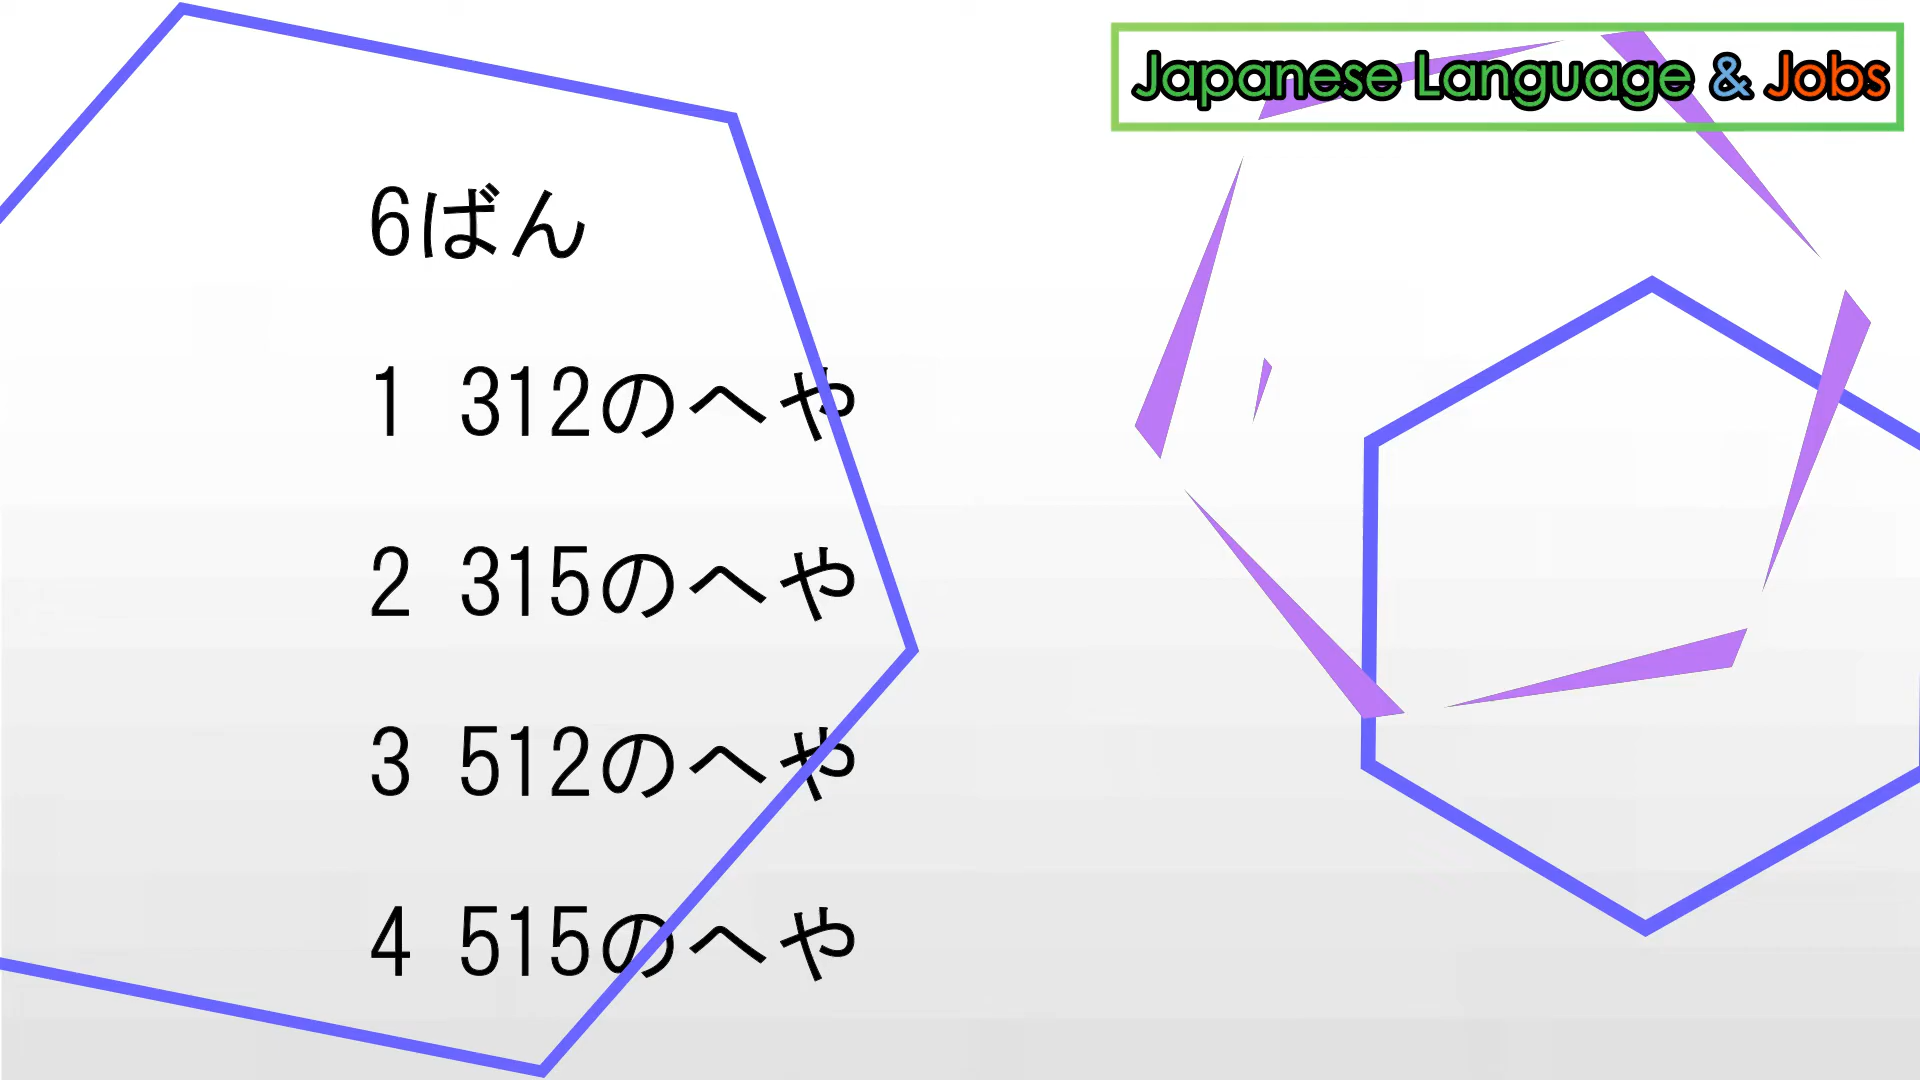 Japanese Language & Jobs
6ばん
1 312のへや
2 315のへや
3 512のへや
4 515のへや